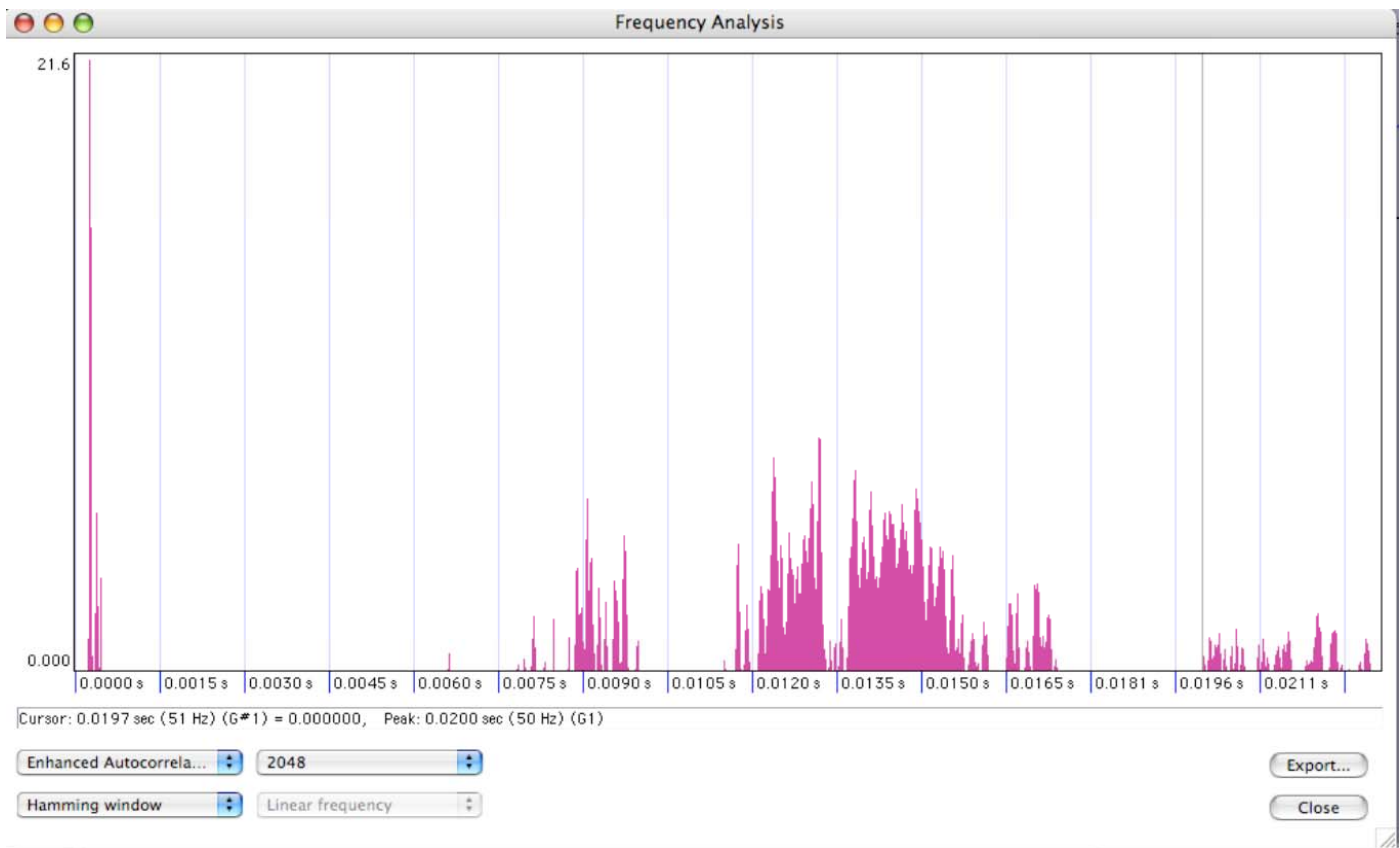 Frequency Analysis
21.6
0.000
0.0000 s 0.0015 s 0.0030 s 0.0045 s 0.0060 s 0.0075 s 0.0090 s 0.0105 s 0.0120 s 0.0135 s 0.0150 s 0.0165 s 0.0181 s 0.0196 s 0.0211 s
Cursor: 0.0197 sec (51 Hz) (G#1) = 0.000000, Peak: 0.0200 sec (50 Hz) (G1)
Enhanced Autocorrela... 2048
Export...
Hamming window Linear frequency
Close